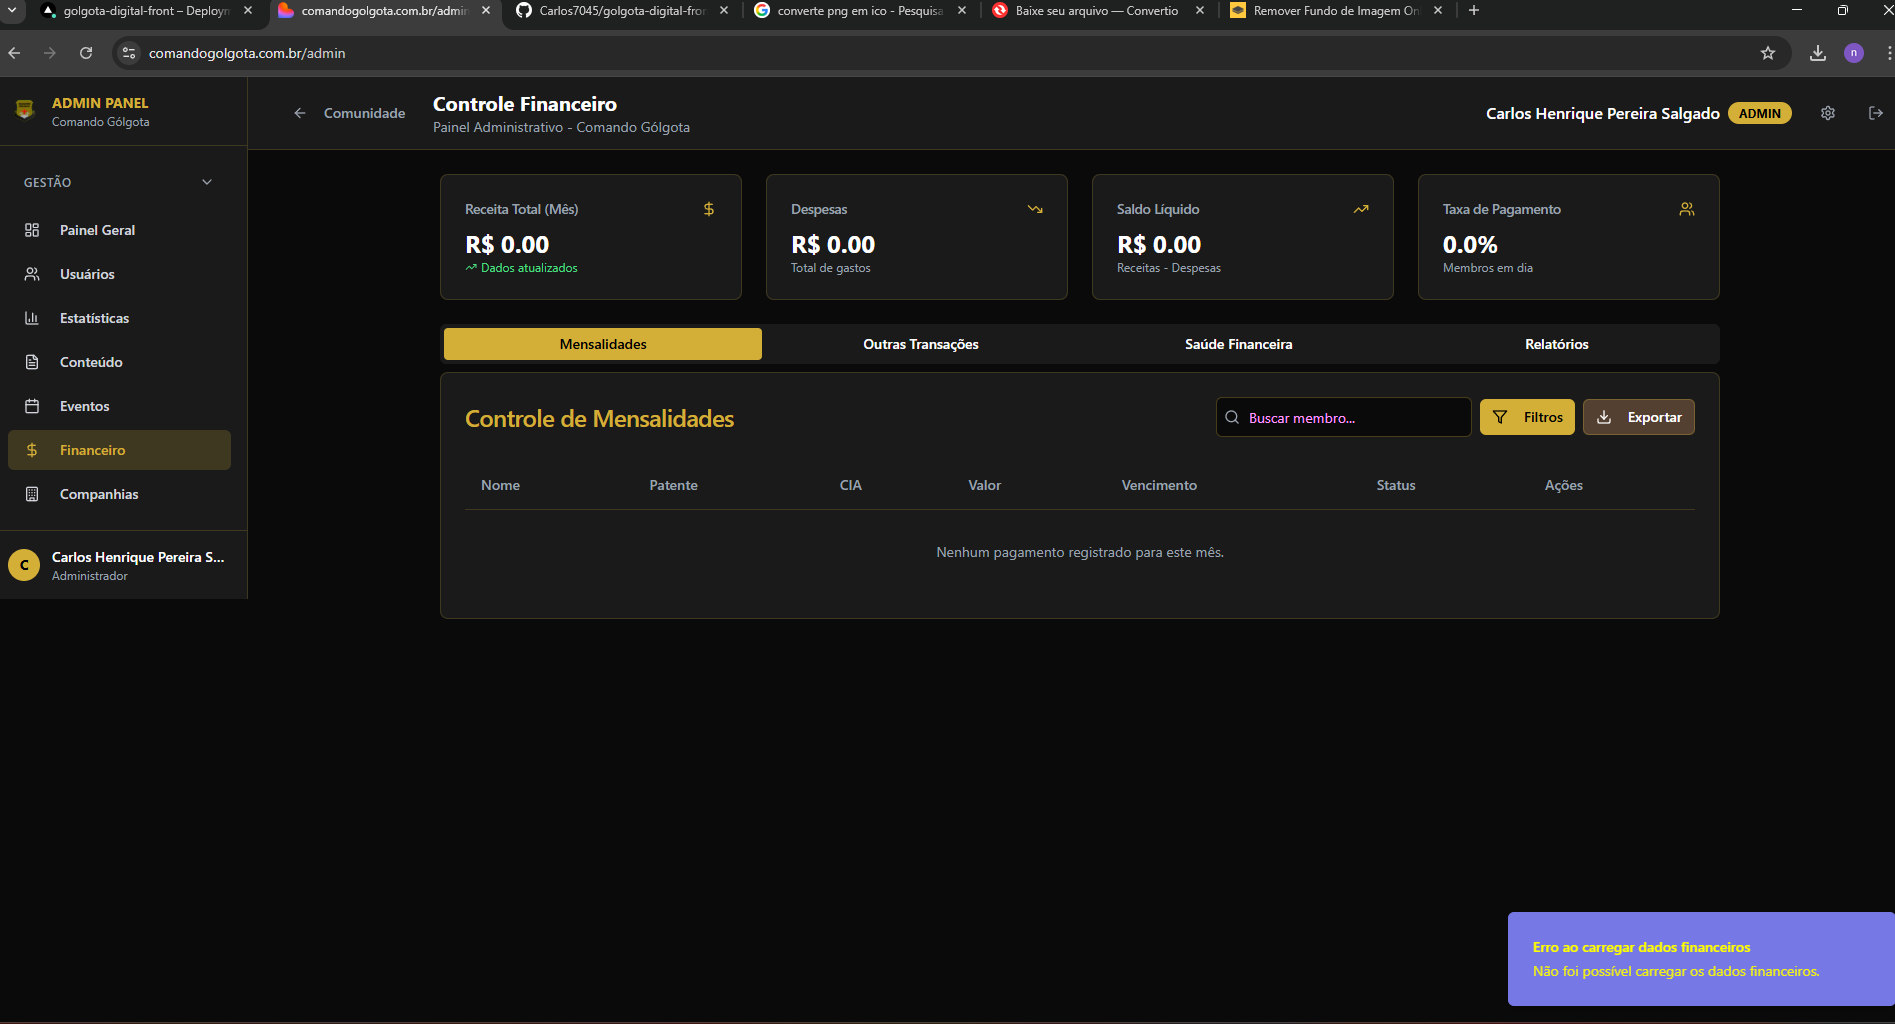 golgota-digital-front – Deploym
comandogolgota.com.br/admin
Carlos7045/golgota-digital-fron
converte png em ico - Pesquisa
Baixe seu arquivo — Convertio
Remover Fundo de Imagem On
comandogolgota.com.br/admin
n
ADMIN PANEL
Comando Gólgota
Comunidade
Controle Financeiro
Painel Administrativo - Comando Gólgota
Carlos Henrique Pereira Salgado
ADMIN
GESTÃO
Painel Geral
Usuários
Estatísticas
Conteúdo
Eventos
Financeiro
Companhias
C
Carlos Henrique Pereira S...
Administrador
Receita Total (Mês)
R$ 0.00
Dados atualizados
Despesas
R$ 0.00
Total de gastos
Saldo Líquido
R$ 0.00
Receitas - Despesas
Taxa de Pagamento
0.0%
Membros em dia
Mensalidades
Outras Transações
Saúde Financeira
Relatórios
Controle de Mensalidades
Buscar membro...
Filtros
Exportar
Nome Patente CIA Valor Vencimento Status Ações
Nenhum pagamento registrado para este mês.
Erro ao carregar dados financeiros
Não foi possível carregar os dados financeiros.